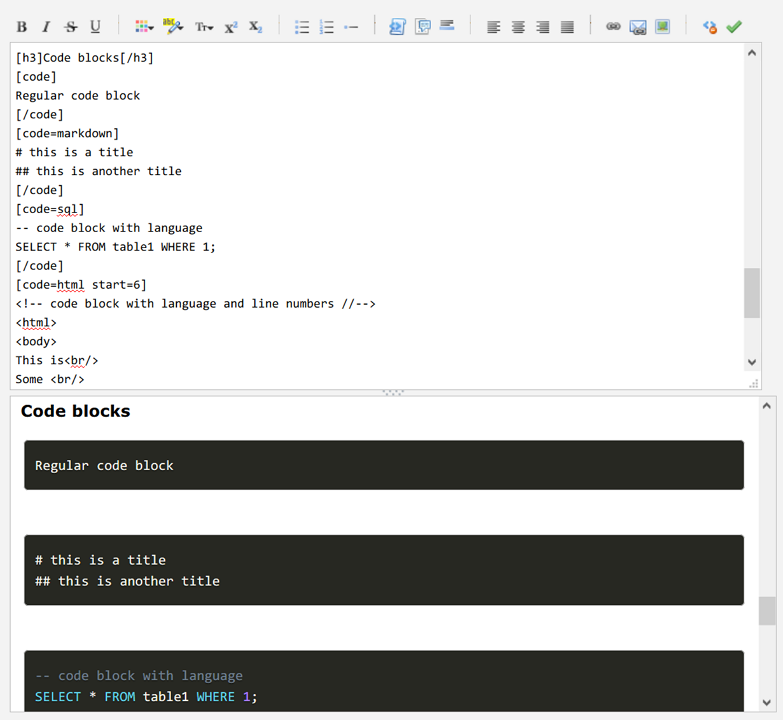 B I S U abc Tт X² X₂
[h3]Code blocks[/h3]
[code]
Regular code block
[/code]
[code=markdown]
# this is a title
## this is another title
[/code]
[code=sql]
-- code block with language
SELECT * FROM table1 WHERE 1;
[/code]
[code=html start=6]
<!-- code block with language and line numbers //-->
<html>
<body>
This is<br/>
Some <br/>
Code blocks
Regular code block
# this is a title
## this is another title
-- code block with language
SELECT * FROM table1 WHERE 1;